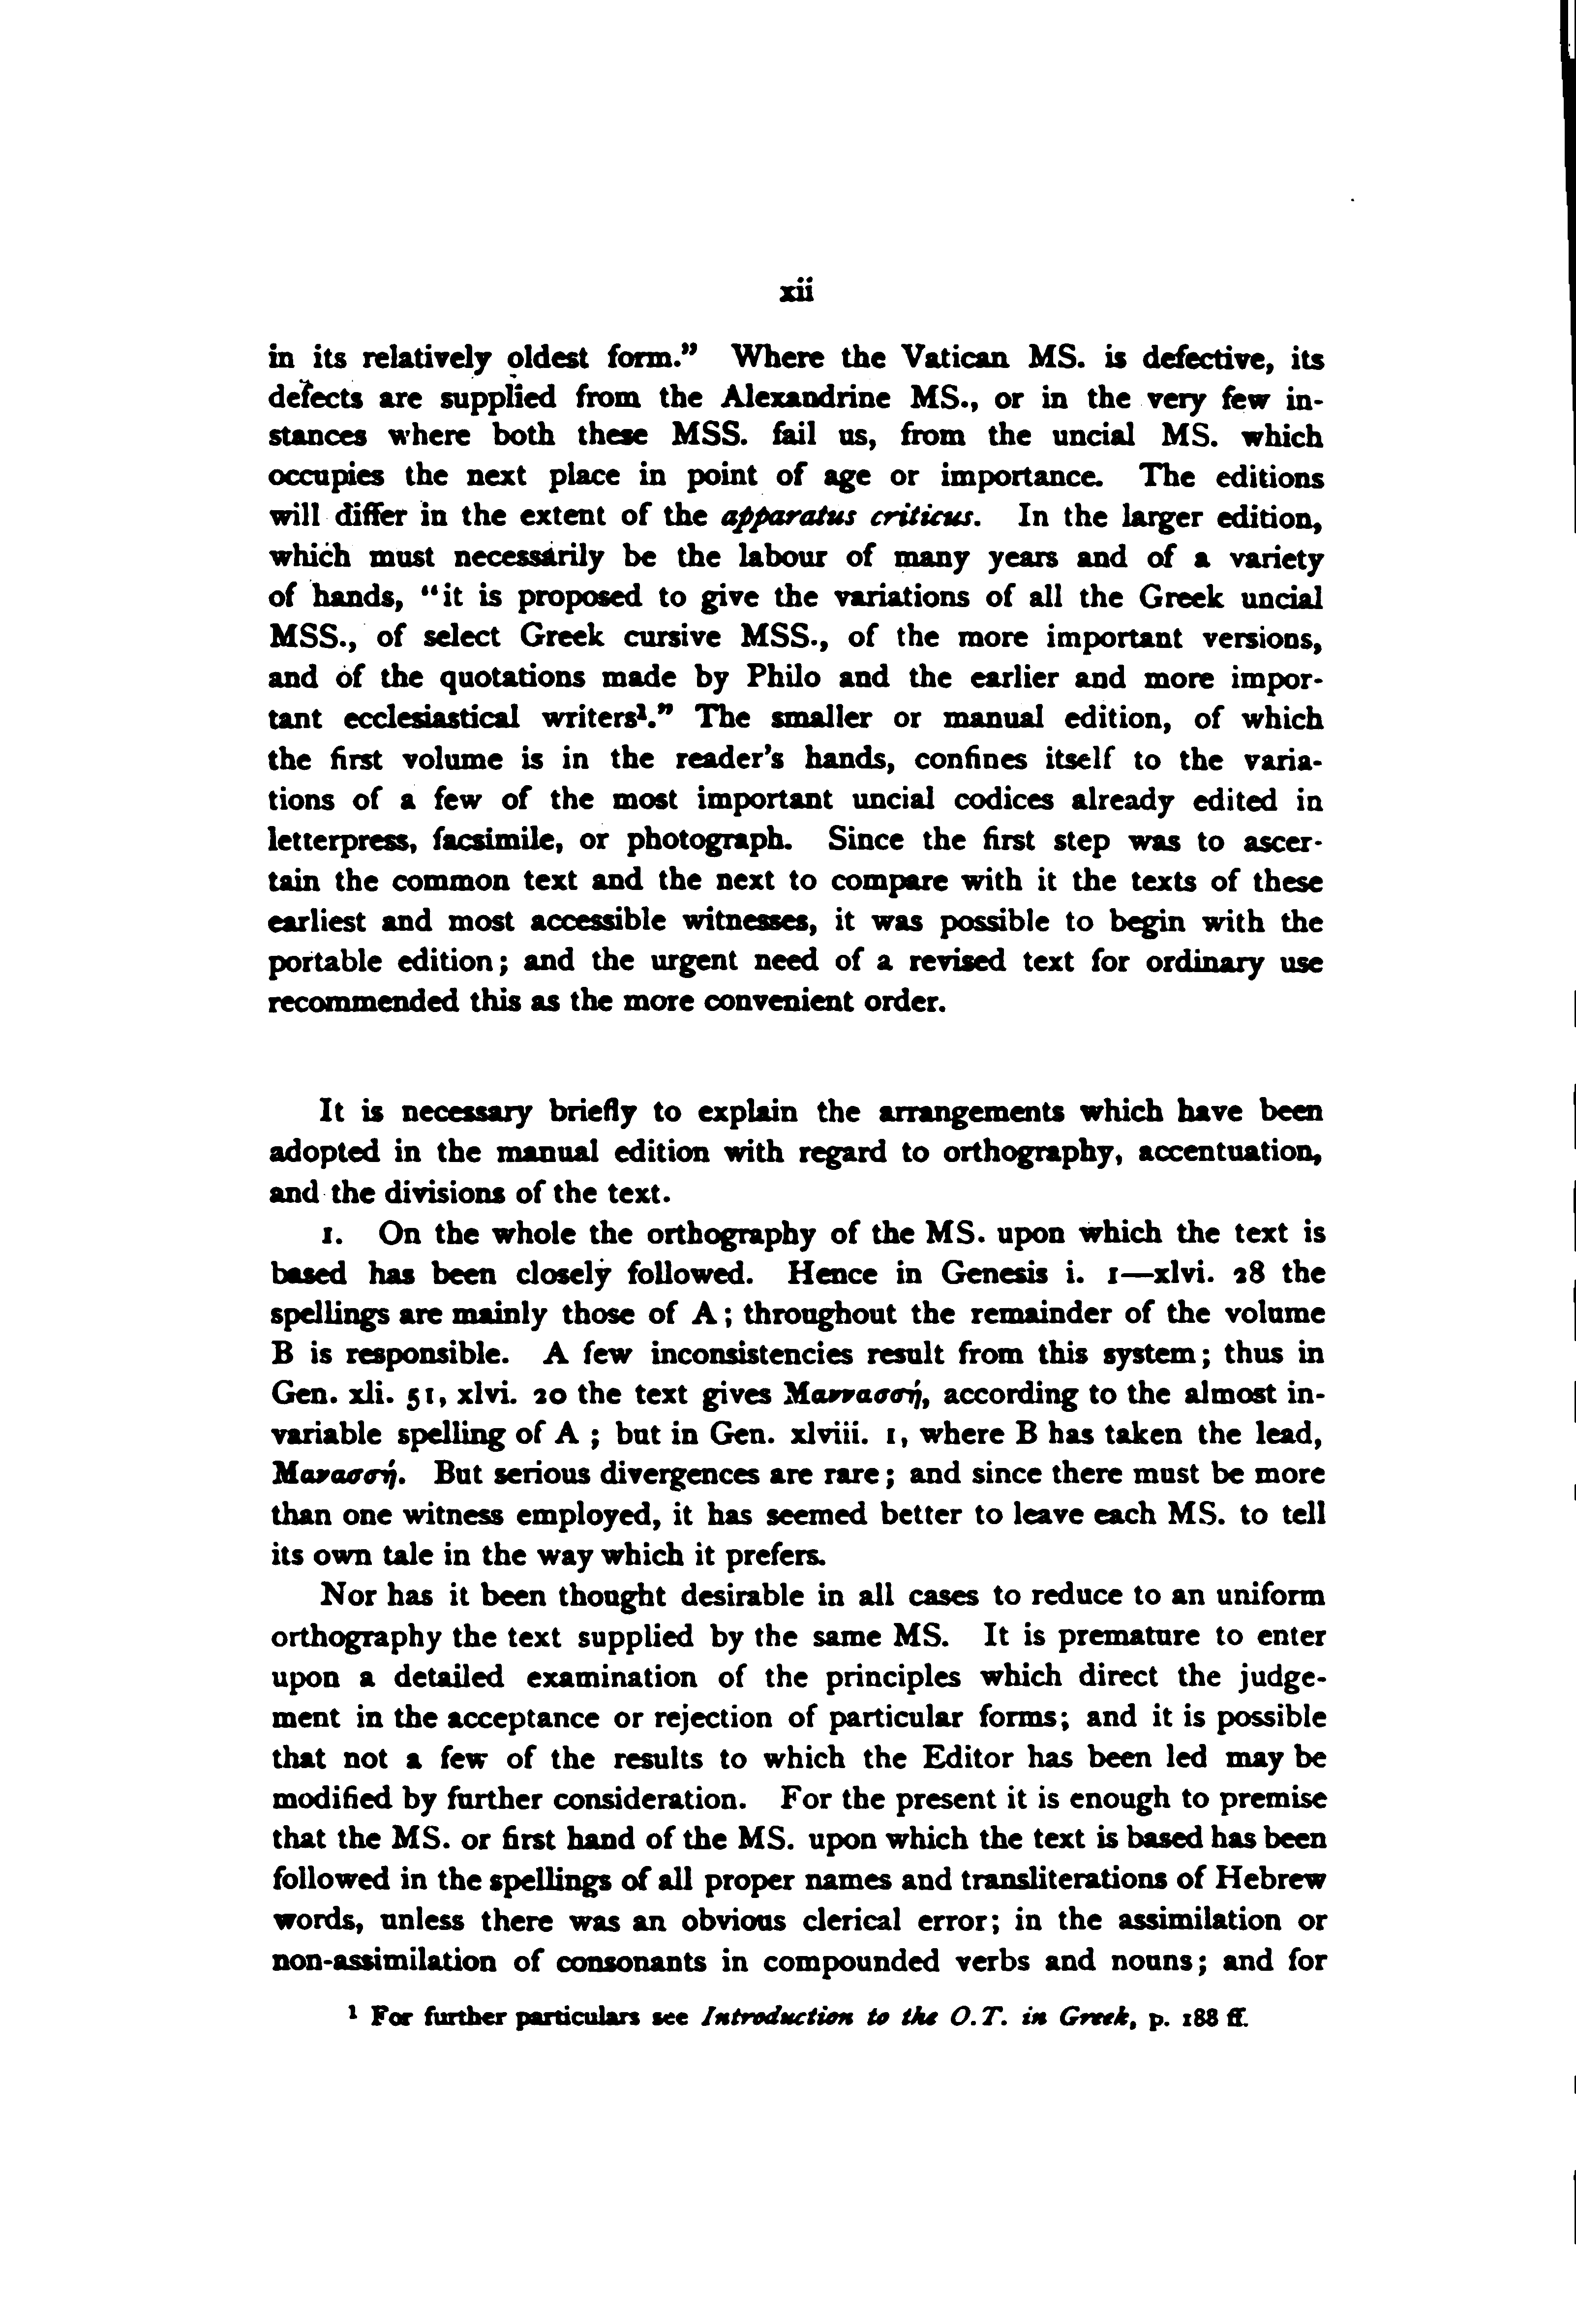 xii
in its relatively oldest form.” Where the Vatican MS. is defective, its
defects are supplied from the Alexandrine MS., or in the very few in-
stances where both these MSS. fail us, from the uncial MS. which
occupies the next place in point of age or importance. The editions
will differ in the extent of the apparatus criticus. In the larger edition,
which must necessarily be the labour of many years and of a variety
of hands, “it is proposed to give the variations of all the Greek uncial
MSS., of select Greek cursive MSS., of the more important versions,
and of the quotations made by Philo and the earlier and more impor-
tant ecclesiastical writers¹.” The smaller or manual edition, of which
the first volume is in the reader’s hands, confines itself to the varia-
tions of a few of the most important uncial codices already edited in
letterpress, facsimile, or photograph. Since the first step was to ascer-
tain the common text and the next to compare with it the texts of these
earliest and most accessible witnesses, it was possible to begin with the
portable edition; and the urgent need of a revised text for ordinary use
recommended this as the more convenient order.
It is necessary briefly to explain the arrangements which have been
adopted in the manual edition with regard to orthography, accentuation,
and the divisions of the text.
1. On the whole the orthography of the MS. upon which the text is
based has been closely followed. Hence in Genesis i. 1—xlvi. 28 the
spellings are mainly those of A; throughout the remainder of the volume
B is responsible. A few inconsistencies result from this system; thus in
Gen. xli. 51, xlvi. 20 the text gives Μαννασσή, according to the almost in-
variable spelling of A; but in Gen. xlviii. 1, where B has taken the lead,
Μανασσή. But serious divergences are rare; and since there must be more
than one witness employed, it has seemed better to leave each MS. to tell
its own tale in the way which it prefers.
Nor has it been thought desirable in all cases to reduce to an uniform
orthography the text supplied by the same MS. It is premature to enter
upon a detailed examination of the principles which direct the judge-
ment in the acceptance or rejection of particular forms; and it is possible
that not a few of the results to which the Editor has been led may be
modified by further consideration. For the present it is enough to premise
that the MS. or first hand of the MS. upon which the text is based has been
followed in the spellings of all proper names and transliterations of Hebrew
words, unless there was an obvious clerical error; in the assimilation or
non-assimilation of consonants in compounded verbs and nouns; and for
¹ For further particulars see Introduction to the O.T. in Greek, p. 188 ff.